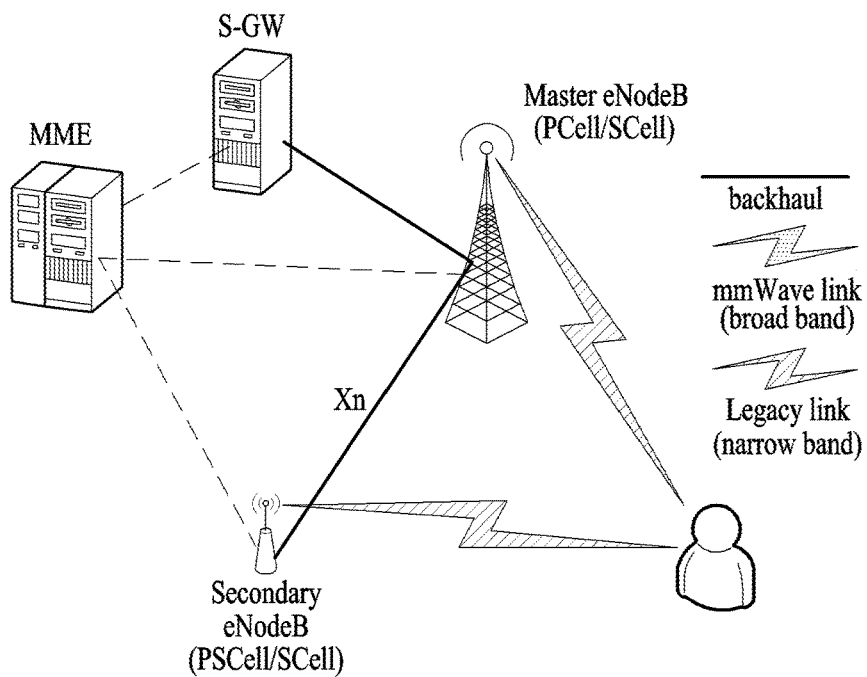 S-GW
MME
Master eNodeB
(PCell/SCell)
backhaul
mmWave link
(broad band)
Legacy link
(narrow band)
Xn
Secondary
eNodeB
(PSCell/SCell)